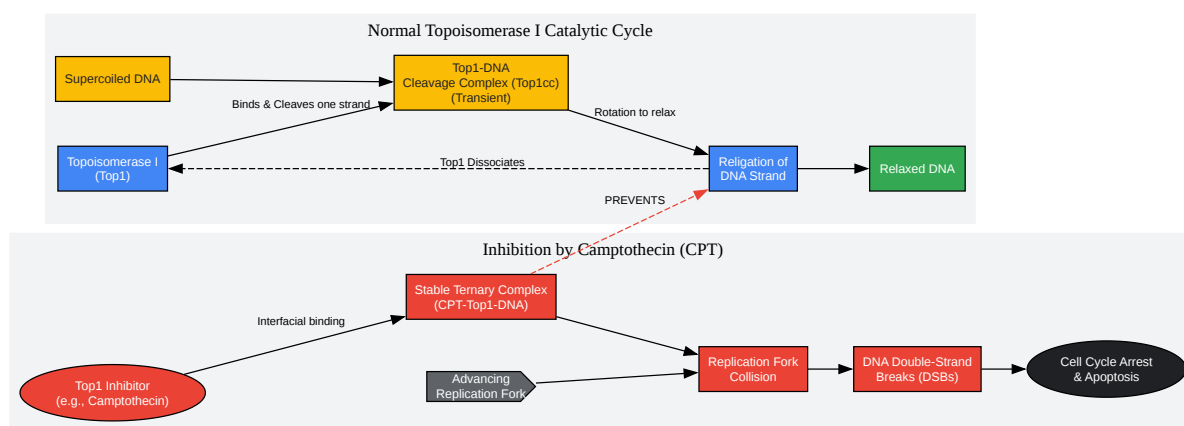 Normal Topoisomerase I Catalytic Cycle
Supercoiled DNA
Top1-DNA
Cleavage Complex (Top1cc)
(Transient)
Binds & Cleaves one strand
Rotation to relax
Topoisomerase I
(Top1)
Top1 Dissociates
Religation of
DNA Strand
Relaxed DNA
PREVENTS
Inhibition by Camptothecin (CPT)
Stable Ternary Complex
(CPT-Top1-DNA)
Interfacial binding
Top1 Inhibitor
(e.g., Camptothecin)
Advancing
Replication Fork
Replication Fork
Collision
DNA Double-Strand
Breaks (DSBs)
Cell Cycle Arrest
& Apoptosis